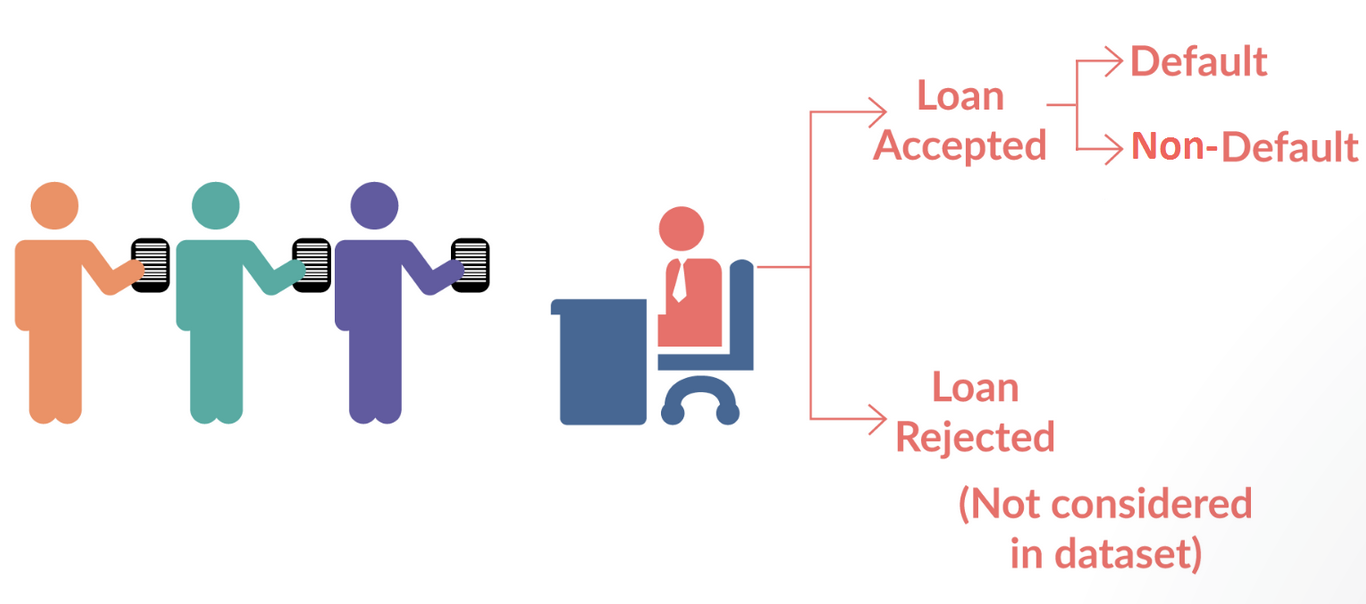 Default
Loan
Accepted
Non-Default
Loan
Rejected
(Not considered
in dataset)